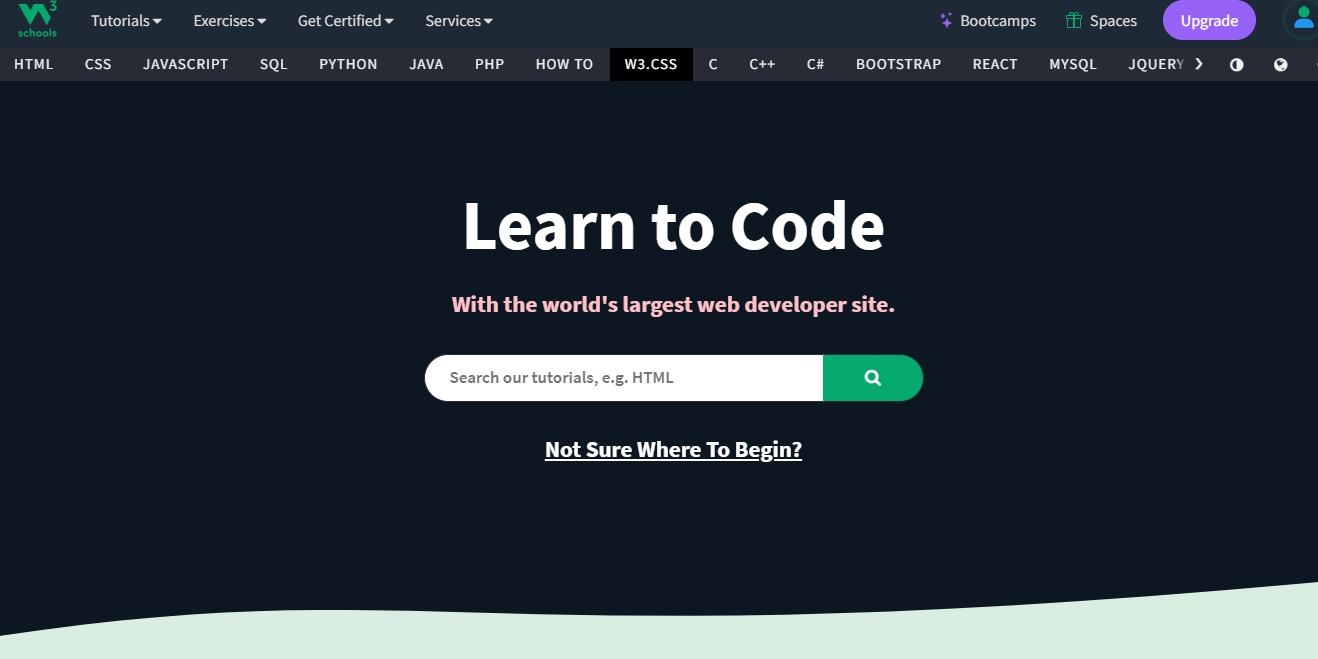 3
schools
Tutorials Exercises Get Certified Services Bootcamps Spaces Upgrade
HTML CSS JAVASCRIPT SQL PYTHON JAVA PHP HOW TO W3.CSS C C++ C# BOOTSTRAP REACT MYSQL JQUERY
Learn to Code
With the world's largest web developer site.
Search our tutorials, e.g. HTML
Not Sure Where To Begin?